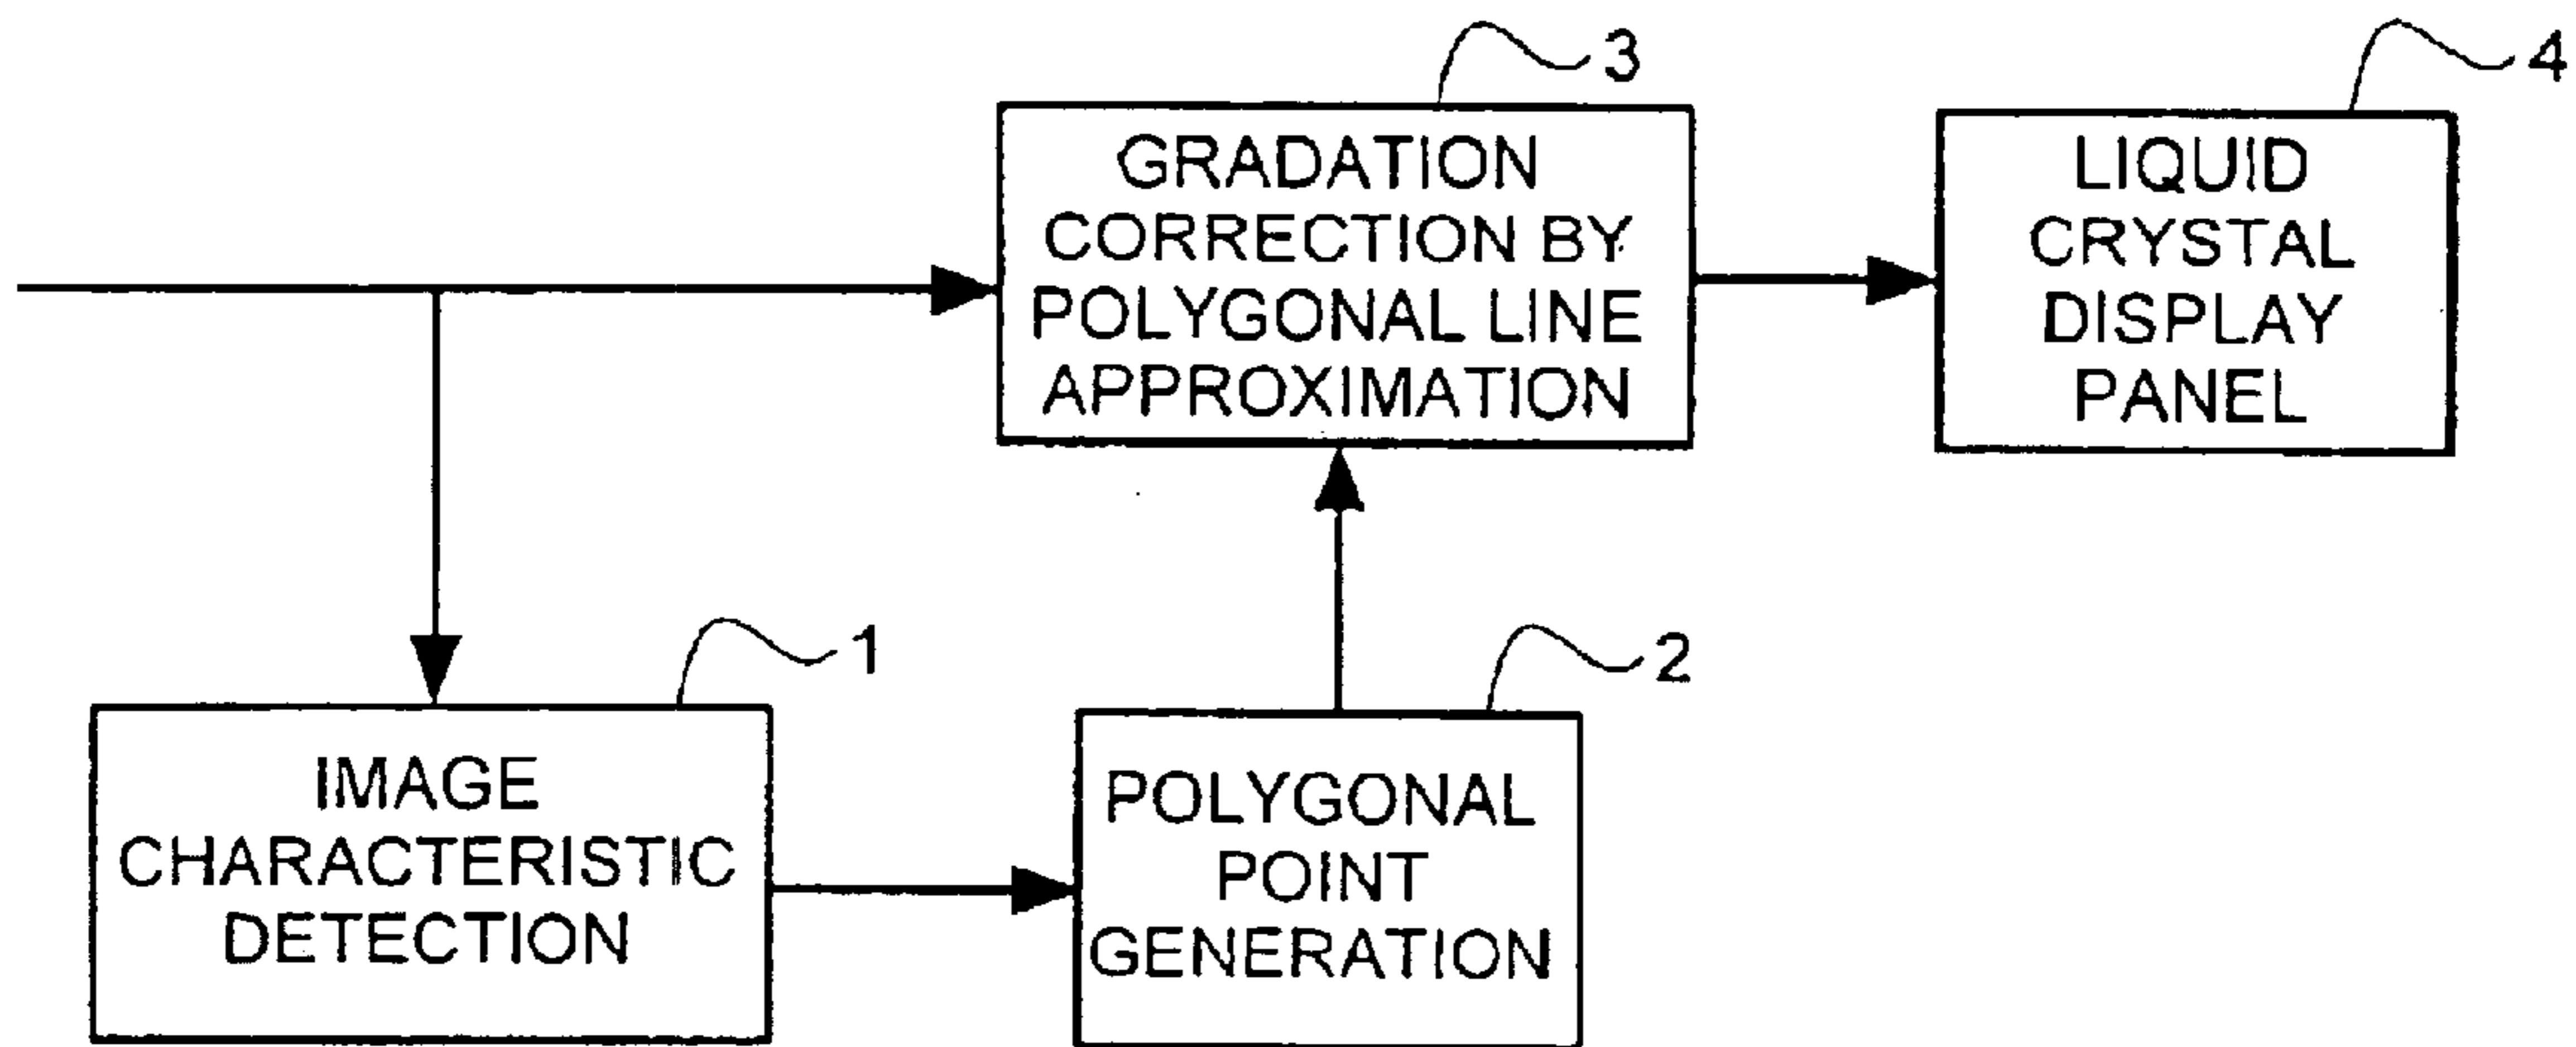 3
4
GRADATION
CORRECTION BY
POLYGONAL LINE
APPROXIMATION
LIQUID
CRYSTAL
DISPLAY
PANEL
1
2
IMAGE
CHARACTERISTIC
DETECTION
POLYGONAL
POINT
GENERATION